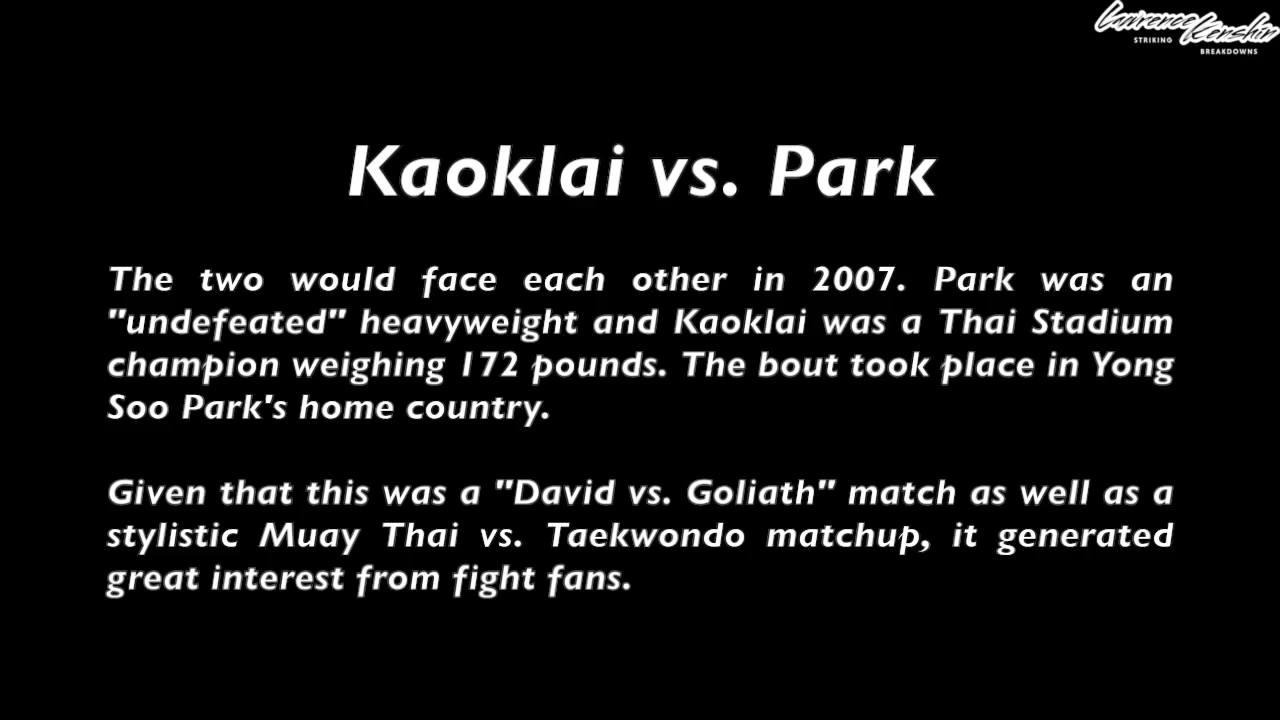 Lawrence Kenshin
STRIKING
BREAKDOWNS
Kaoklai vs. Park
The two would face each other in 2007. Park was an
"undefeated" heavyweight and Kaoklai was a Thai Stadium
champion weighing 172 pounds. The bout took place in Yong
Soo Park's home country.
Given that this was a "David vs. Goliath" match as well as a
stylistic Muay Thai vs. Taekwondo matchup, it generated
great interest from fight fans.